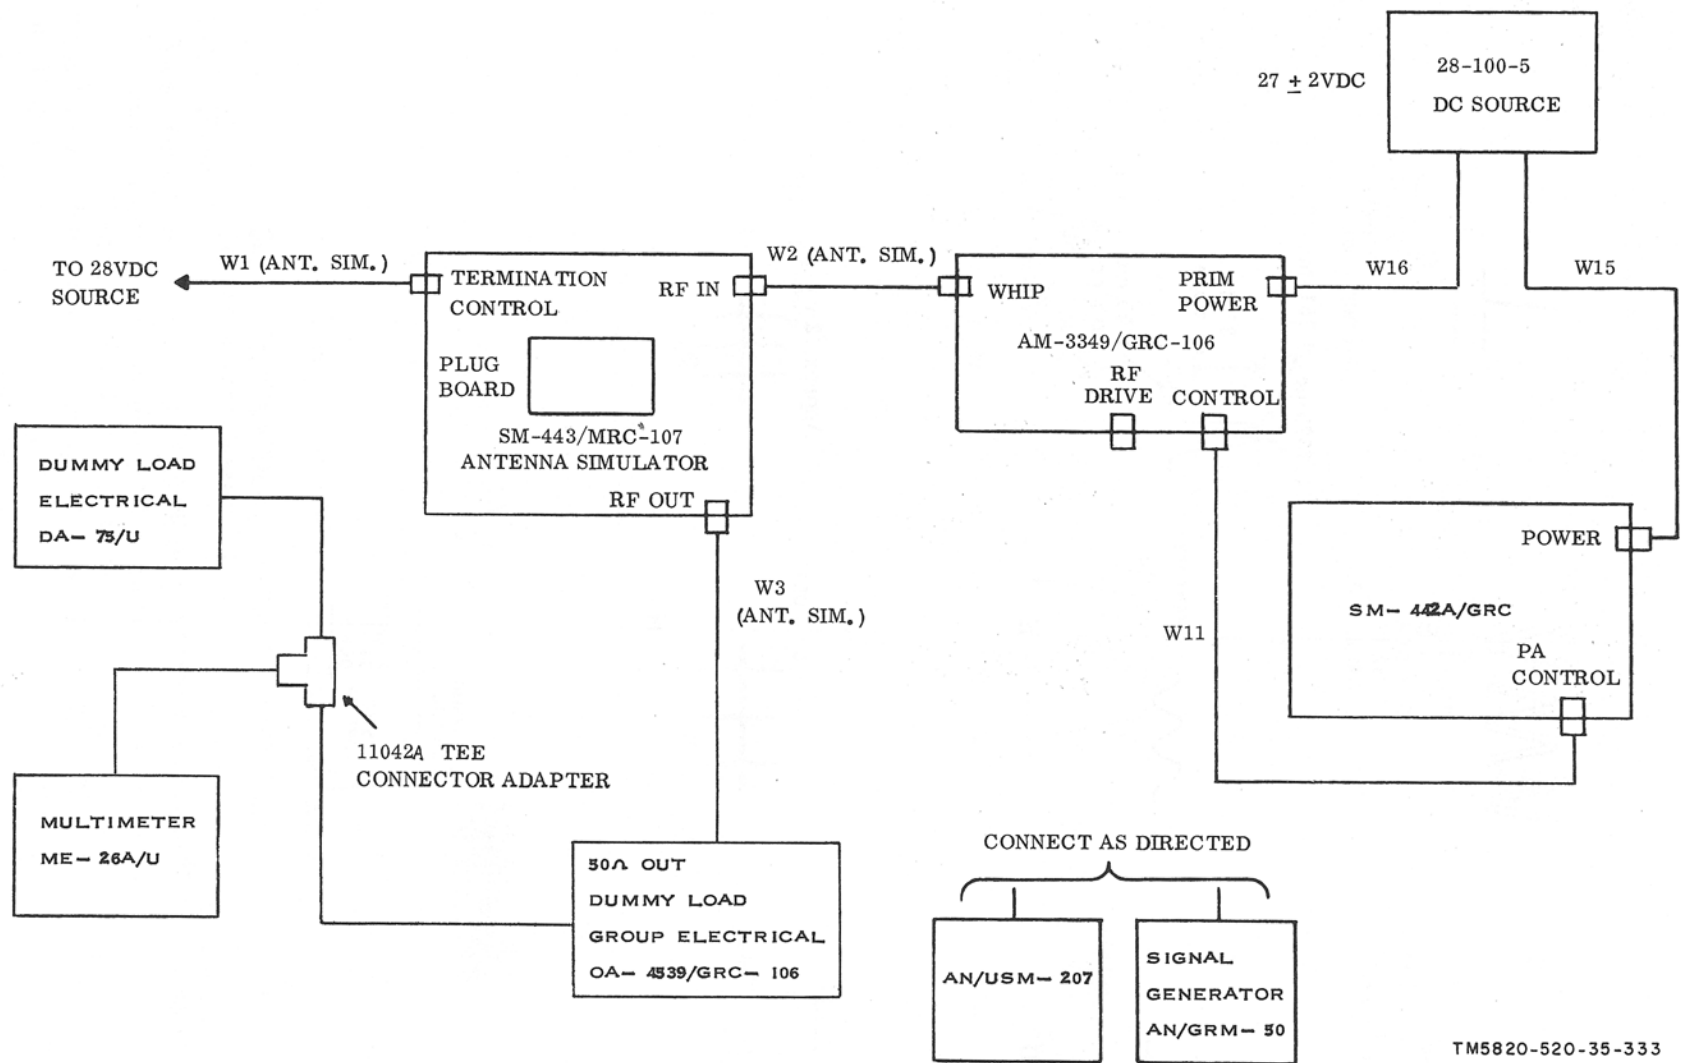 28-100-5
DC SOURCE
27 ± 2VDC
TO 28VDC
SOURCE
W1 (ANT. SIM.)
TERMINATION
CONTROL
RF IN
PLUG
BOARD
SM-443/MRC-107
ANTENNA SIMULATOR
RF OUT
W2 (ANT. SIM.)
WHIP
PRIM
POWER
AM-3349/GRC-106
RF
DRIVE
CONTROL
W16
W15
DUMMY LOAD
ELECTRICAL
DA- 75/U
W3
(ANT. SIM.)
W11
POWER
SM- 442A/GRC
PA
CONTROL
11042A TEE
CONNECTOR ADAPTER
MULTIMETER
ME- 26A/U
50Ω OUT
DUMMY LOAD
GROUP ELECTRICAL
OA- 4539/GRC- 106
CONNECT AS DIRECTED
AN/USM- 207
SIGNAL
GENERATOR
AN/GRM- 50
TM5820-520-35-333